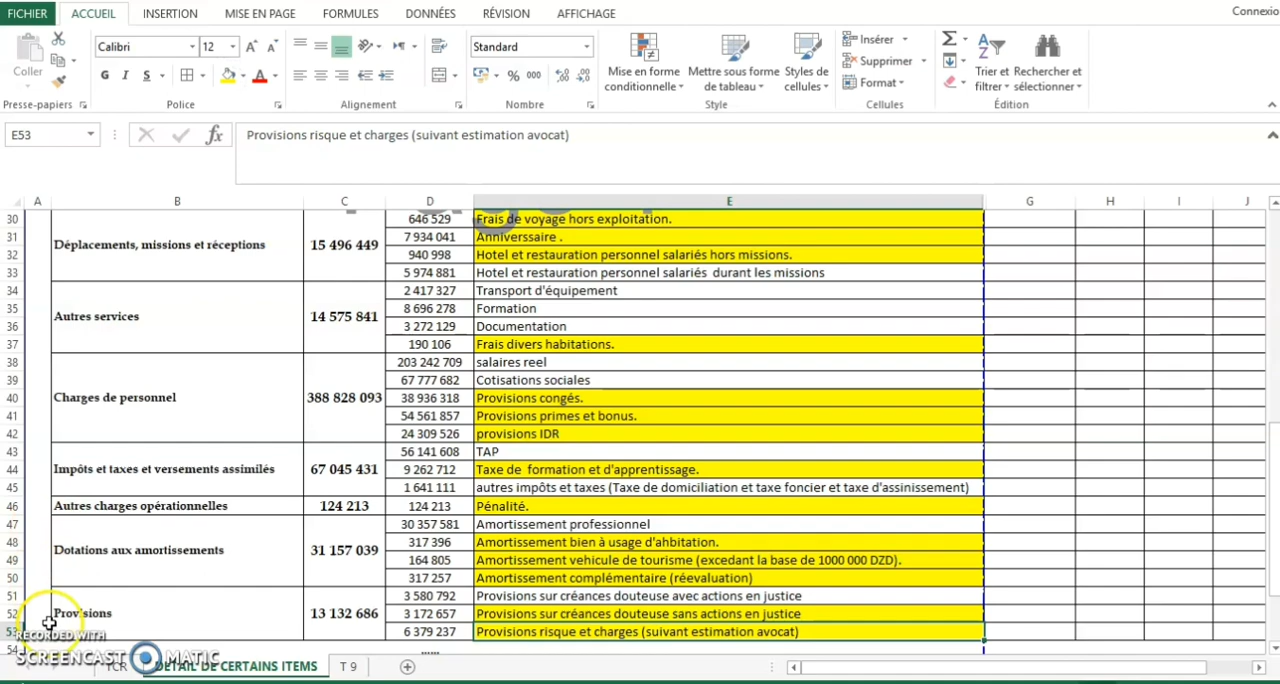 FICHIER ACCUEIL INSERTION MISE EN PAGE FORMULES DONNÉES RÉVISION AFFICHAGE Connexio
Coller Calibri 12 Standard Mise en forme conditionnelle Mettre sous forme de tableau Styles de cellules Insérer Supprimer Format Trier et filtrer Rechercher et sélectionner
G I S % 000
Presse-papiers Police Alignement Nombre Style Cellules Édition
E53 fx Provisions risque et charges (suivant estimation avocat)
A B C D E G H I J
30 646 529 Frais de voyage hors exploitation.
31 Déplacements, missions et réceptions 15 496 449 7 934 041 Anniverssaire .
32 940 998 Hotel et restauration personnel salariés hors missions.
33 5 974 881 Hotel et restauration personnel salariés durant les missions
34 2 417 327 Transport d'équipement
35 Autres services 14 575 841 8 696 278 Formation
36 3 272 129 Documentation
37 190 106 Frais divers habitations.
38 203 242 709 salaires reel
39 67 777 682 Cotisations sociales
40 Charges de personnel 388 828 093 38 936 318 Provisions congés.
41 54 561 857 Provisions primes et bonus.
42 24 309 526 provisions IDR
43 56 141 608 TAP
44 Impôts et taxes et versements assimilés 67 045 431 9 262 712 Taxe de formation et d'apprentissage.
45 1 641 111 autres impôts et taxes (Taxe de domiciliation et taxe foncier et taxe d'assinissement)
46 Autres charges opérationnelles 124 213 124 213 Pénalité.
47 30 357 581 Amortissement professionnel
48 Dotations aux amortissements 31 157 039 317 396 Amortissement bien à usage d'ahbitation.
49 164 805 Amortissement vehicule de tourisme (excedant la base de 1000 000 DZD).
50 317 257 Amortissement complémentaire (réevaluation)
51 3 580 792 Provisions sur créances douteuse avec actions en justice
52 Provisions 13 132 686 3 172 657 Provisions sur créances douteuse sans actions en justice
53 6 379 237 Provisions risque et charges (suivant estimation avocat)
54
RECORDED WITH
SCREENCAST MATIC
TCR DETAIL DE CERTAINS ITEMS T 9